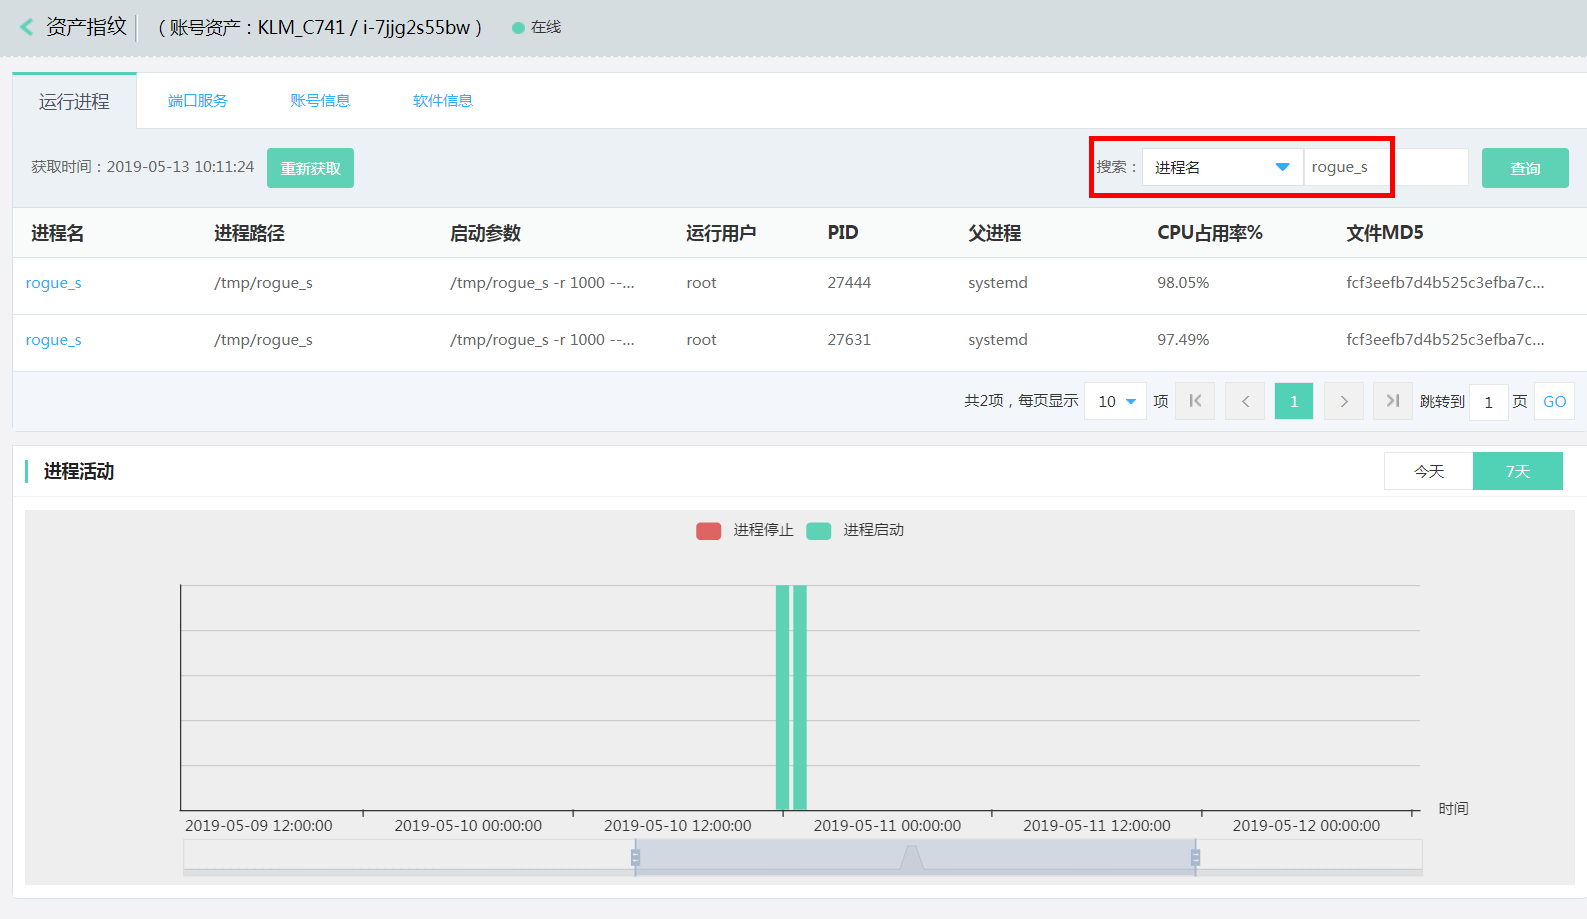 资产指纹 （账号资产：KLM_C741 / i-7jjg2s55bw） 在线
运行进程 端口服务 账号信息 软件信息
获取时间：2019-05-13 10:11:24 重新获取 搜索： 进程名 rogue_s 查询
进程名 进程路径 启动参数 运行用户 PID 父进程 CPU占用率% 文件MD5
rogue_s /tmp/rogue_s /tmp/rogue_s -r 1000 --... root 27444 systemd 98.05% fcf3eefb7d4b525c3efba7c...
rogue_s /tmp/rogue_s /tmp/rogue_s -r 1000 --... root 27631 systemd 97.49% fcf3eefb7d4b525c3efba7c...
共2项，每页显示 10 项 1 跳转到 1 页 GO
进程活动 今天 7天
进程停止 进程启动
时间
2019-05-09 12:00:00 2019-05-10 00:00:00 2019-05-10 12:00:00 2019-05-11 00:00:00 2019-05-11 12:00:00 2019-05-12 00:00:00